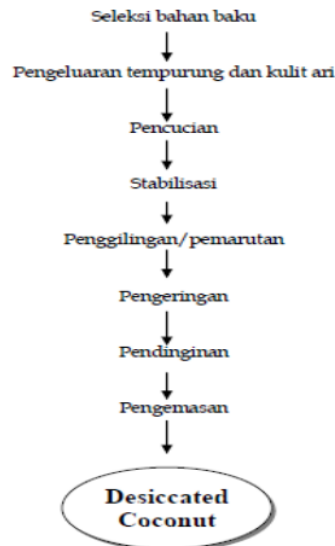 Seleksi bahan baku
Pengeluaran tempurung dan kulit ari
Pencucian
Stabilisasi
Penggilingan/pemarutan
Pengeringan
Pendinginan
Pengemasan
Desiccated
Coconut